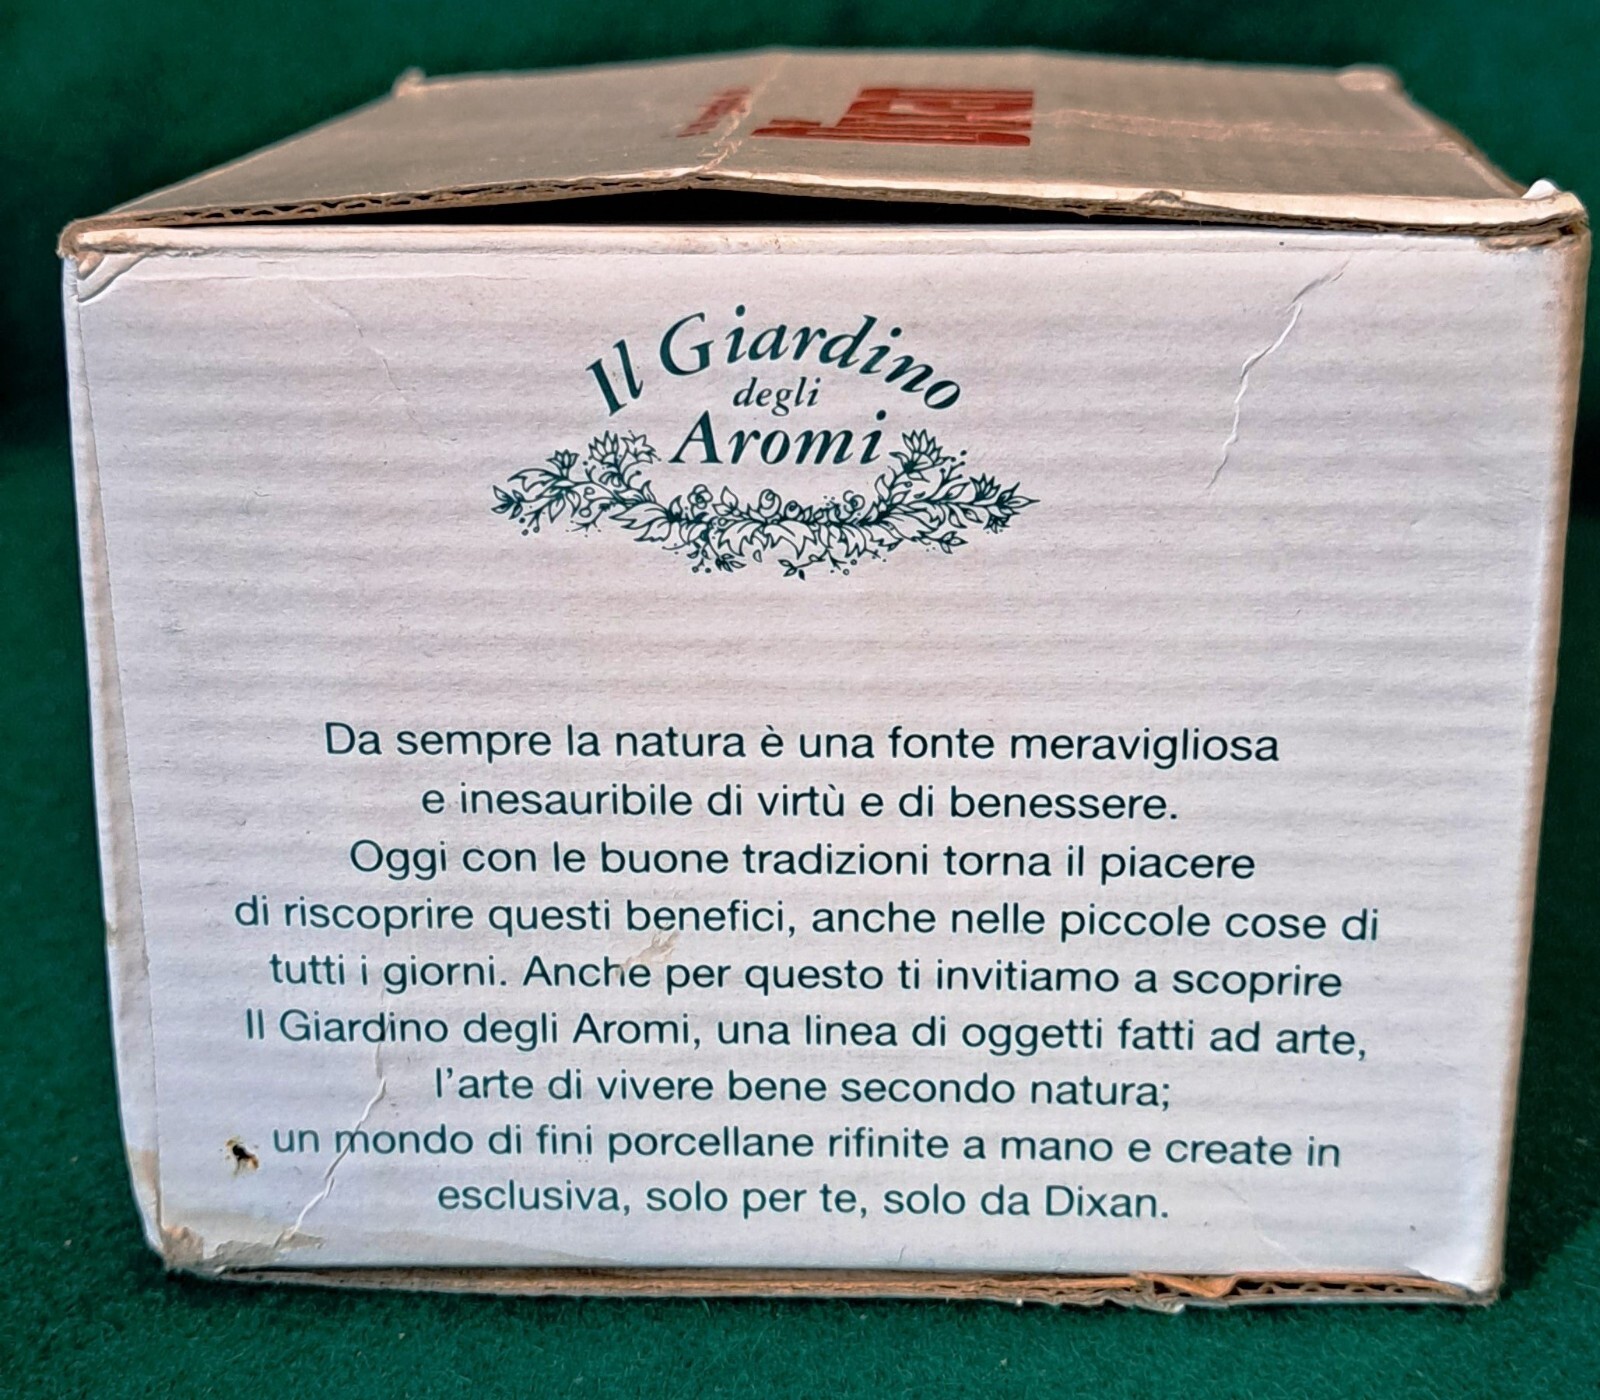 Il Giardino
degli
Aromi
Da sempre la natura è una fonte meravigliosa
e inesauribile di virtù e di benessere.
Oggi con le buone tradizioni torna il piacere
di riscoprire questi benefici, anche nelle piccole cose di
tutti i giorni. Anche per questo ti invitiamo a scoprire
Il Giardino degli Aromi, una linea di oggetti fatti ad arte,
l'arte di vivere bene secondo natura;
un mondo di fini porcellane rifinite a mano e create in
esclusiva, solo per te, solo da Dixan.